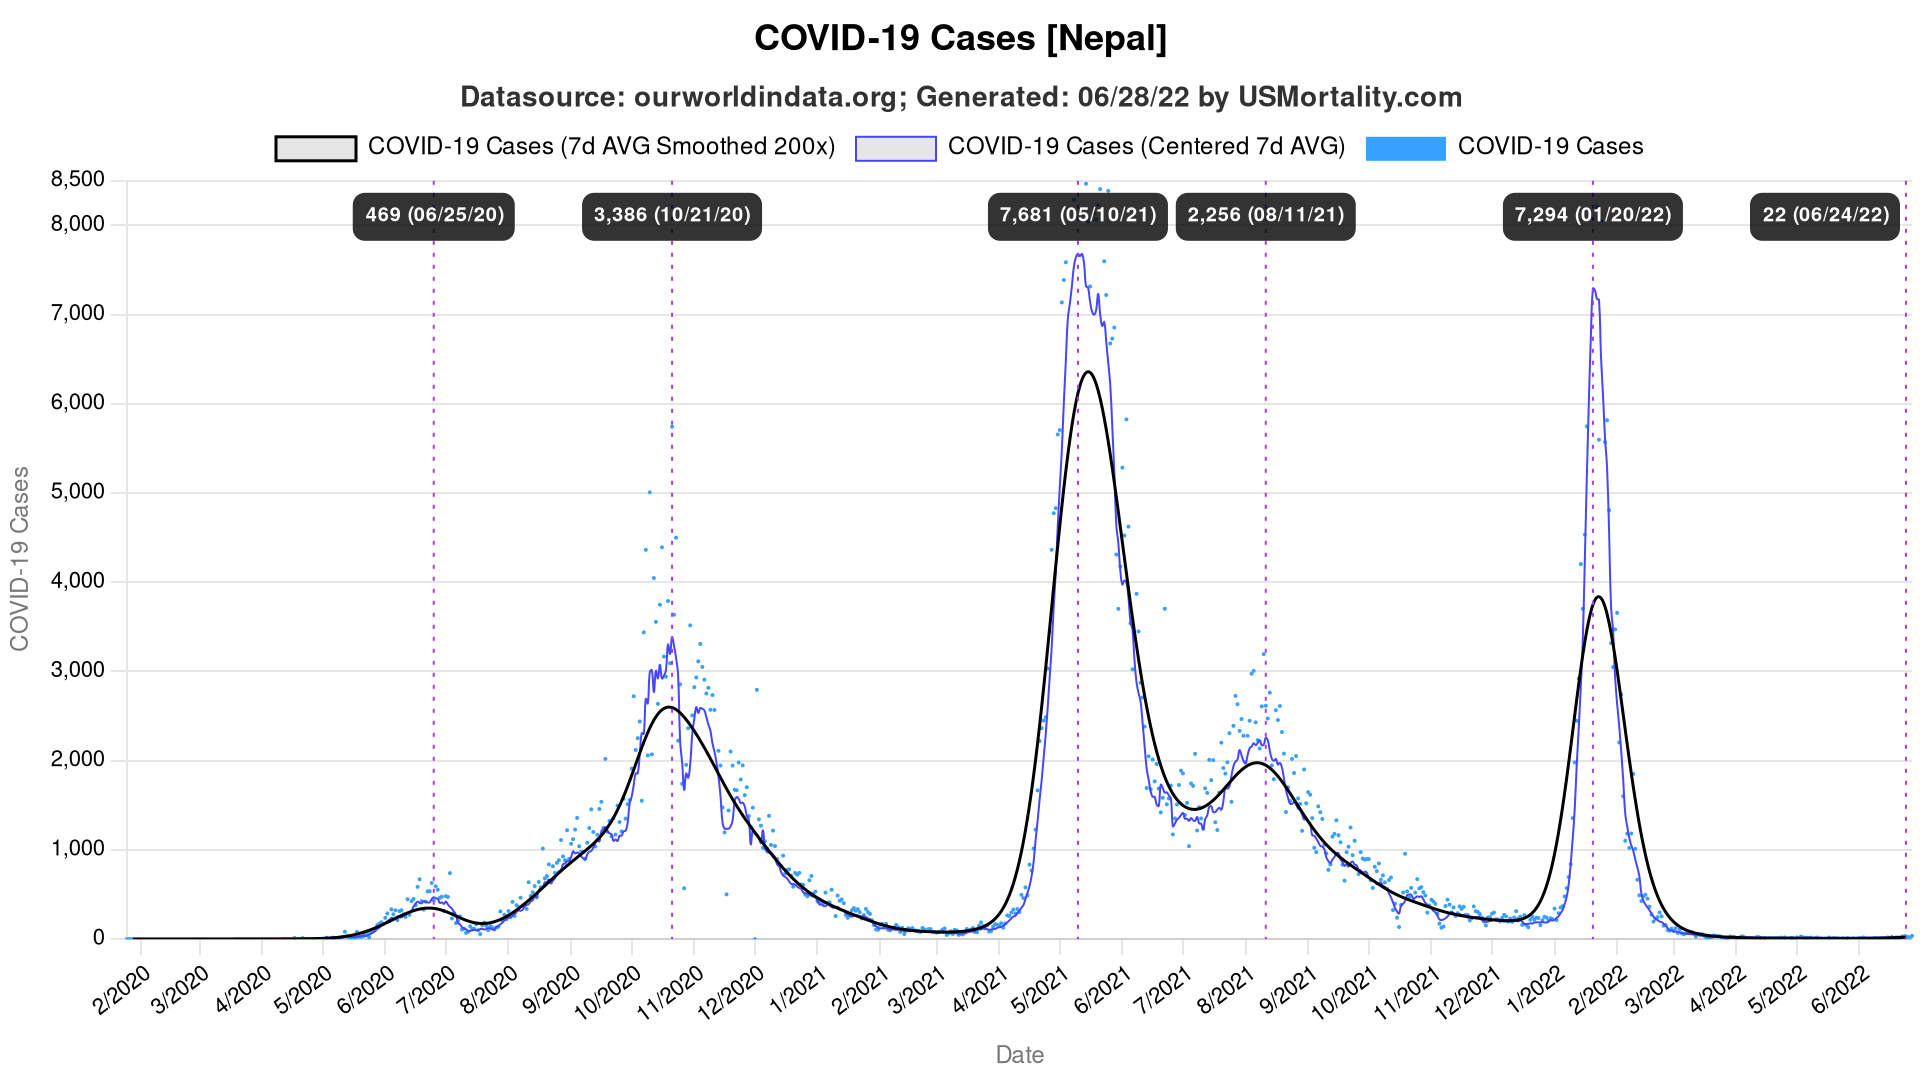 COVID-19 Cases [Nepal]
Datasource: ourworldindata.org; Generated: 06/28/22 by USMortality.com
COVID-19 Cases (7d AVG Smoothed 200x) COVID-19 Cases (Centered 7d AVG) COVID-19 Cases
8,500
469 (06/25/20) 3,386 (10/21/20) 7,681 (05/10/21) 2,256 (08/11/21) 7,294 (01/20/22) 22 (06/24/22)
8,000
7,000
6,000
5,000
4,000
3,000
2,000
1,000
0
COVID-19 Cases
2/2020 3/2020 4/2020 5/2020 6/2020 7/2020 8/2020 9/2020 10/2020 11/2020 12/2020 1/2021 2/2021 3/2021 4/2021 5/2021 6/2021 7/2021 8/2021 9/2021 10/2021 11/2021 12/2021 1/2022 2/2022 3/2022 4/2022 5/2022 6/2022
Date